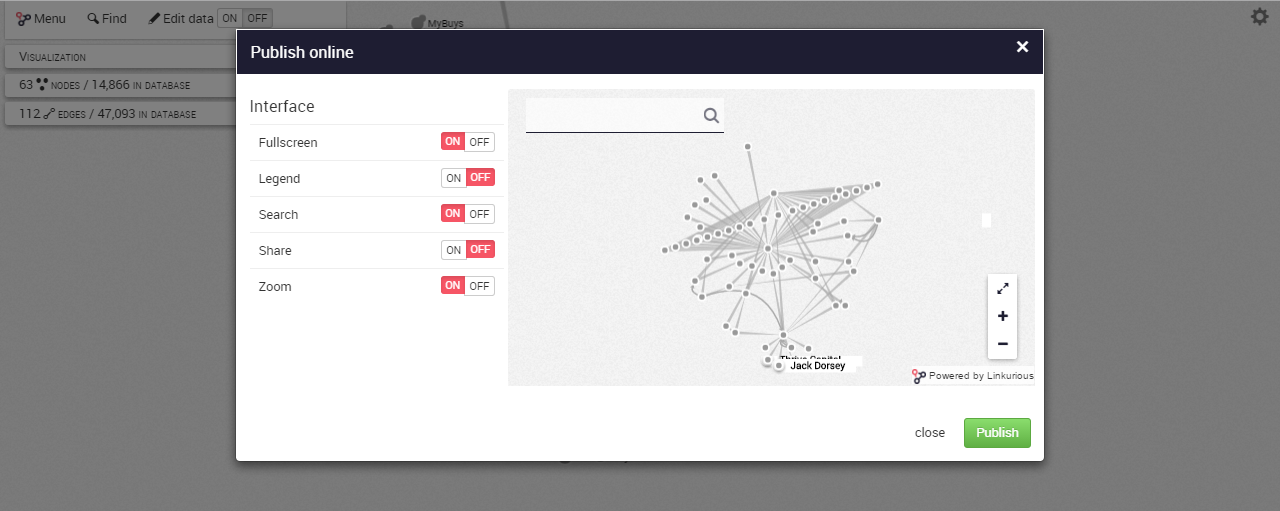 Menu Find Edit data ON OFF
MyBuys
VISUALIZATION
63 NODES / 14,866 IN DATABASE
112 EDGES / 47,093 IN DATABASE
Publish online ×
Interface
Fullscreen ON OFF
Legend ON OFF
Search ON OFF
Share ON OFF
Zoom ON OFF
Thrive Capital
Jack Dorsey
Powered by Linkurious
close Publish